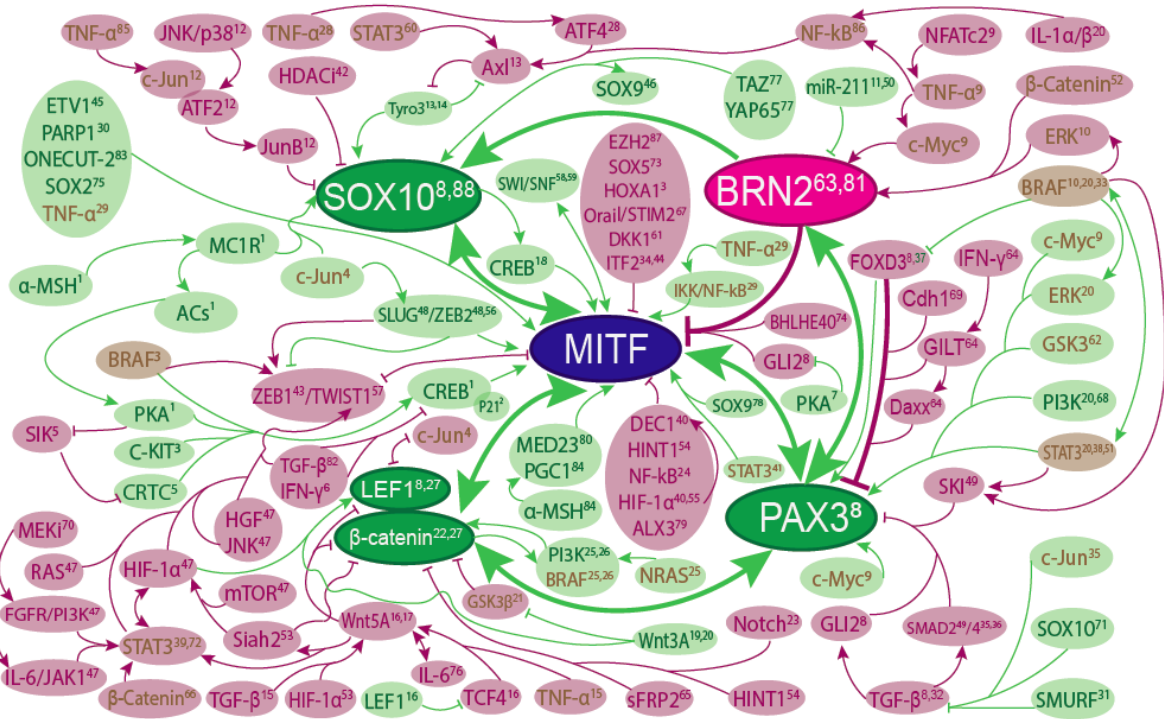 TNF-α⁸⁵
JNK/p38¹²
TNF-α²⁸
STAT3⁶⁰
ATF4²⁸
NF-kB⁸⁶
NFATc2⁹
IL-1α/β²⁰
c-Jun¹²
HDACi⁴²
Axl¹³
ATF2¹²
Tyro3¹³,¹⁴
SOX9⁴⁶
TAZ⁷⁷
YAP65⁷⁷
miR-211¹¹,⁵⁰
TNF-α⁹
β-Catenin⁵²
ETV1⁴⁵
PARP1³⁰
ONECUT-2⁸³
SOX2⁷⁵
TNF-α²⁹
JunB¹²
c-Myc⁹
ERK¹⁰
SOX10⁸,⁸⁸
SWI/SNF⁵⁸,⁵⁹
EZH2⁸⁷
SOX5⁷³
HOXA1³
Orail/STIM2⁶⁷
DKK1⁶¹
ITF2³⁴,⁴⁴
BRN2⁶³,⁸¹
BRAF¹⁰,²⁰,³³
MC1R¹
α-MSH¹
ACs¹
c-Jun⁴
CREB¹⁸
TNF-α²⁹
IKK/NF-kB²⁹
FOXD3⁸,³⁷
IFN-γ⁶⁴
c-Myc⁹
Cdh1⁶⁹
ERK²⁰
SLUG⁴⁸/ZEB2⁴⁸,⁵⁶
MITF
BHLHE40⁷⁴
GLI2⁸
GILT⁶⁴
GSK3⁶²
BRAF³
ZEB1⁴³/TWIST1⁵⁷
CREB¹
P21²
SOX9⁷⁸
PKA⁷
Daxx⁶⁴
PI3K²⁰,⁶⁸
PKA¹
SIK⁵
C-KIT³
CRTC⁵
c-Jun⁴
MED23⁸⁰
PGC1⁸⁴
α-MSH⁸⁴
DEC1⁴⁰
HINT1⁵⁴
NF-kB²⁴
HIF-1α⁴⁰,⁵⁵
ALX3⁷⁹
STAT3⁴¹
STAT3²⁰,³⁸,⁵¹
SKI⁴⁹
TGF-β⁸²
IFN-γ⁶
LEF1⁸,²⁷
β-catenin²²,²⁷
PAX3⁸
MEKi⁷⁰
HGF⁴⁷
JNK⁴⁷
RAS⁴⁷
HIF-1α⁴⁷
PI3K²⁵,²⁶
BRAF²⁵,²⁶
NRAS²⁵
c-Myc⁹
c-Jun³⁵
mTOR⁴⁷
GSK3β²¹
FGFR/PI3K⁴⁷
STAT3³⁹,⁷²
Siah2⁵³
Wnt5A¹⁶,¹⁷
Wnt3A¹⁹,²⁰
Notch²³
GLI2⁸
SMAD2⁴⁹/4³⁵,³⁶
SOX10⁷¹
IL-6/JAK1⁴⁷
IL-6⁷⁶
β-Catenin⁶⁶
TGF-β¹⁵
HIF-1α⁵³
LEF1¹⁶
TCF4¹⁶
TNF-α¹⁵
sFRP2⁶⁵
HINT1⁵⁴
TGF-β⁸,³²
SMURF³¹